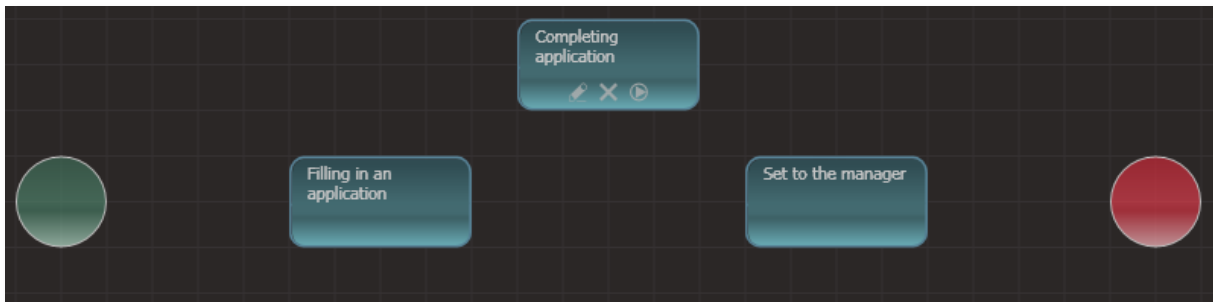 Completing
application
Filling in an
application
Set to the manager